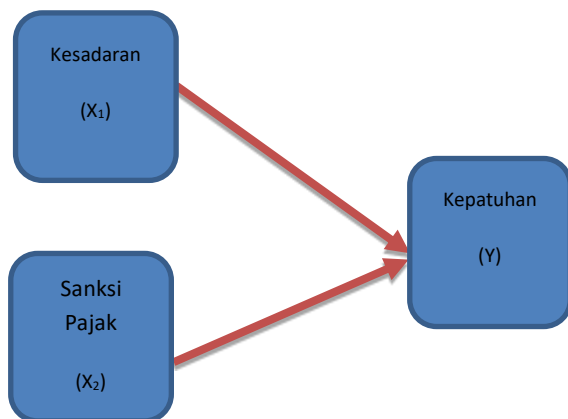 Kesadaran
(X₁)
Kepatuhan
(Y)
Sanksi
Pajak
(X₂)